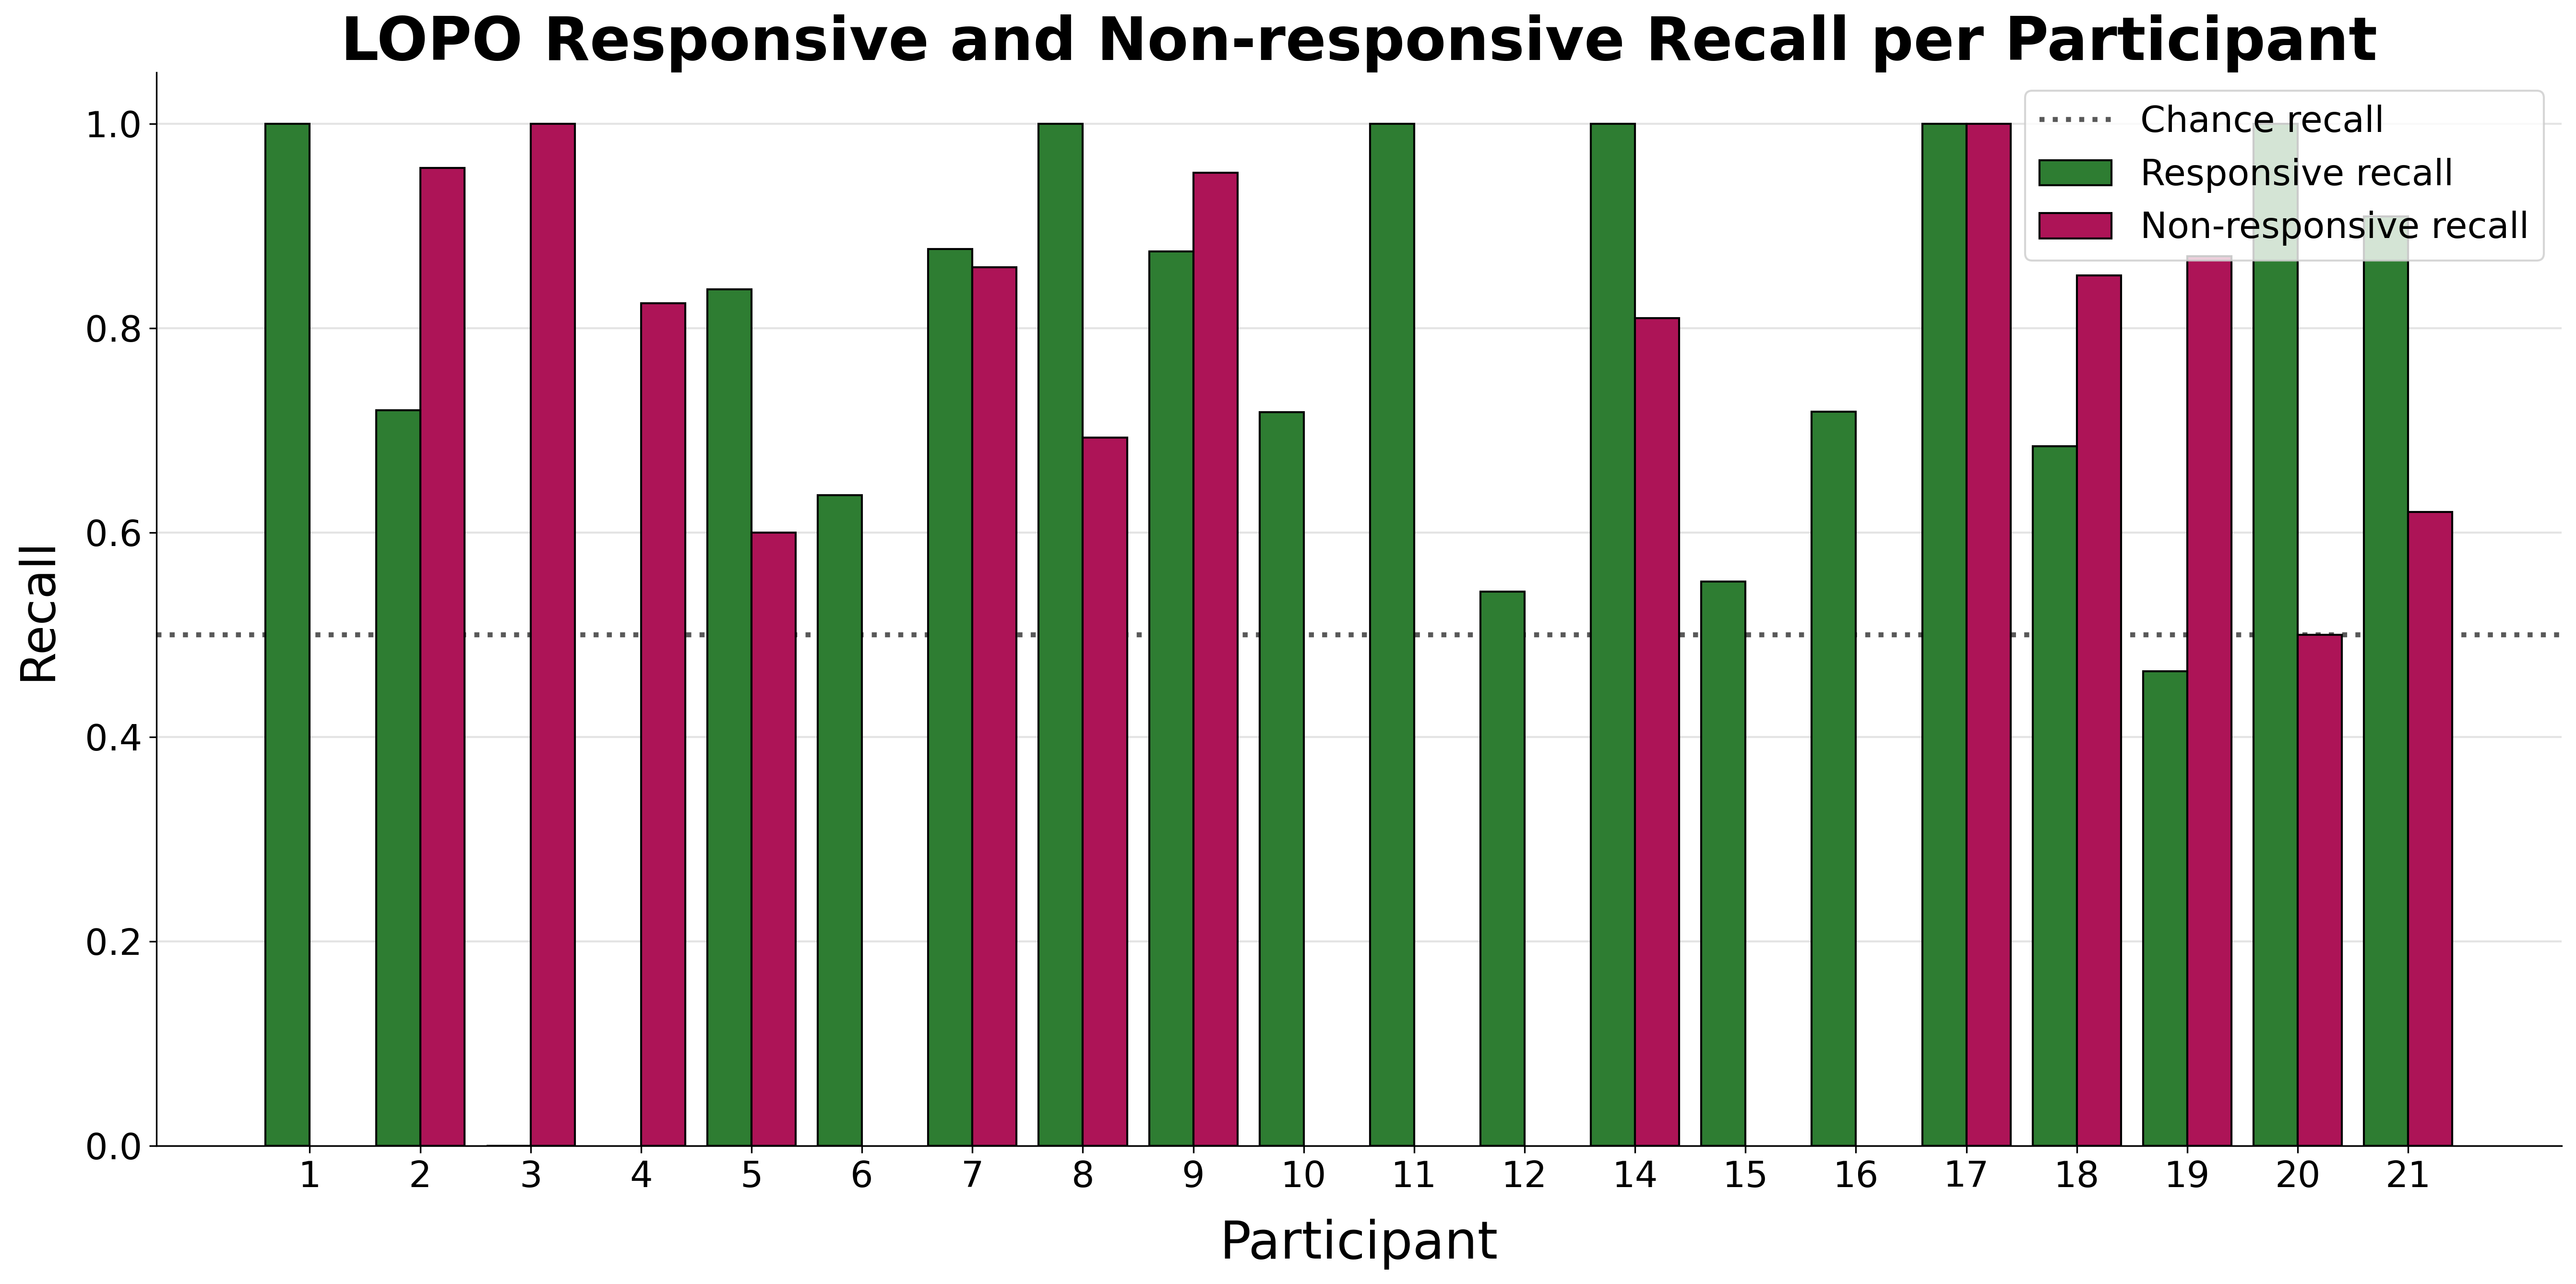 LOPO Responsive and Non-responsive Recall per Participant
Chance recall
Responsive recall
Non-responsive recall
1.0
0.8
0.6
0.4
0.2
0.0
Recall
1 2 3 4 5 6 7 8 9 10 11 12 14 15 16 17 18 19 20 21
Participant